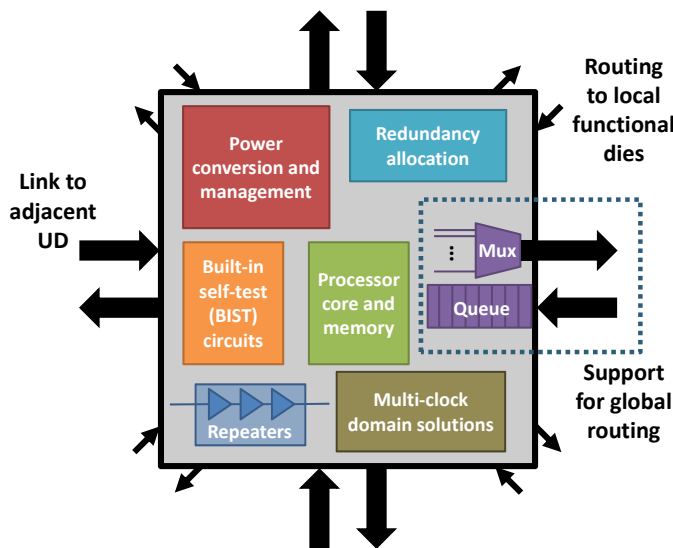 Routing
to local
functional
dies
Power
conversion and
management
Redundancy
allocation
Link to
adjacent
UD
Mux
...
Built-in
self-test
(BIST)
circuits
Processor
core and
memory
Queue
Repeaters
Multi-clock
domain solutions
Support
for global
routing